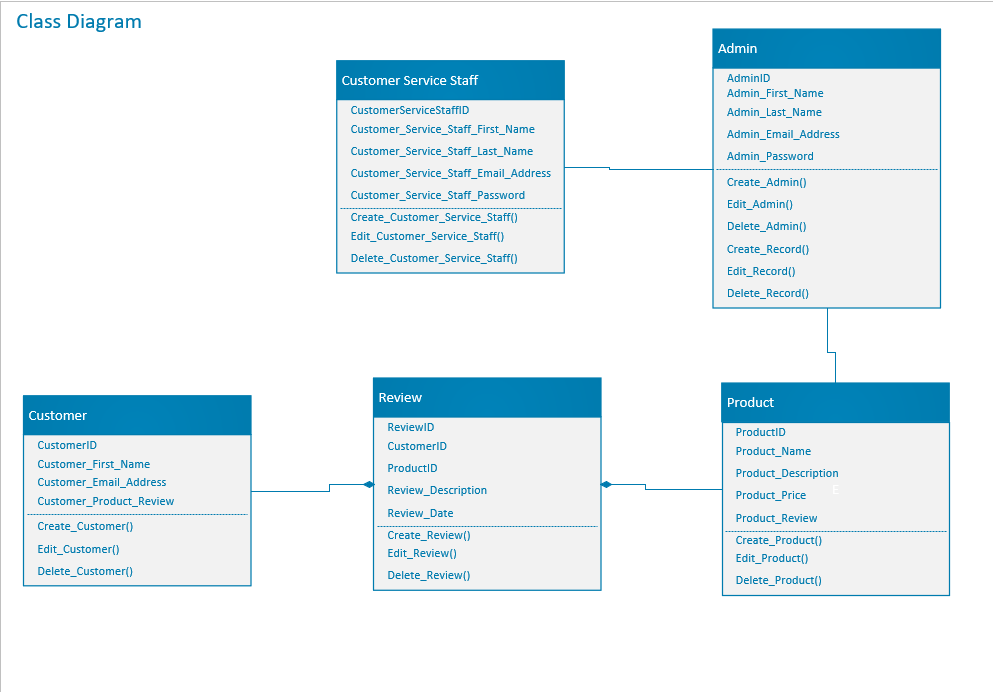 Class Diagram
Customer Service Staff
CustomerServiceStaffID
Customer_Service_Staff_First_Name
Customer_Service_Staff_Last_Name
Customer_Service_Staff_Email_Address
Customer_Service_Staff_Password
Create_Customer_Service_Staff()
Edit_Customer_Service_Staff()
Delete_Customer_Service_Staff()
Admin
AdminID
Admin_First_Name
Admin_Last_Name
Admin_Email_Address
Admin_Password
Create_Admin()
Edit_Admin()
Delete_Admin()
Create_Record()
Edit_Record()
Delete_Record()
Customer
CustomerID
Customer_First_Name
Customer_Email_Address
Customer_Product_Review
Create_Customer()
Edit_Customer()
Delete_Customer()
Review
ReviewID
CustomerID
ProductID
Review_Description
Review_Date
Create_Review()
Edit_Review()
Delete_Review()
Product
ProductID
Product_Name
Product_Description
Product_Price
E
Product_Review
Create_Product()
Edit_Product()
Delete_Product()